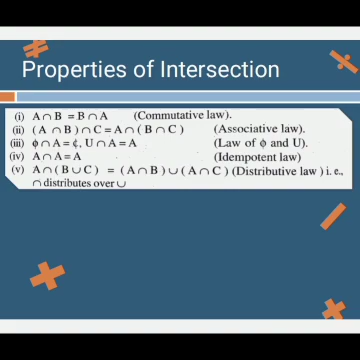 Properties of Intersection
(i) A ∩ B = B ∩ A (Commutative law).
(ii) (A ∩ B) ∩ C = A ∩ (B ∩ C) (Associative law).
(iii) ϕ ∩ A = ¢, U ∩ A = A (Law of ϕ and U).
(iv) A ∩ A = A (Idempotent law)
(v) A ∩ (B ∪ C) = (A ∩ B) ∪ (A ∩ C) (Distributive law) i. e.,
∩ distributes over ∪